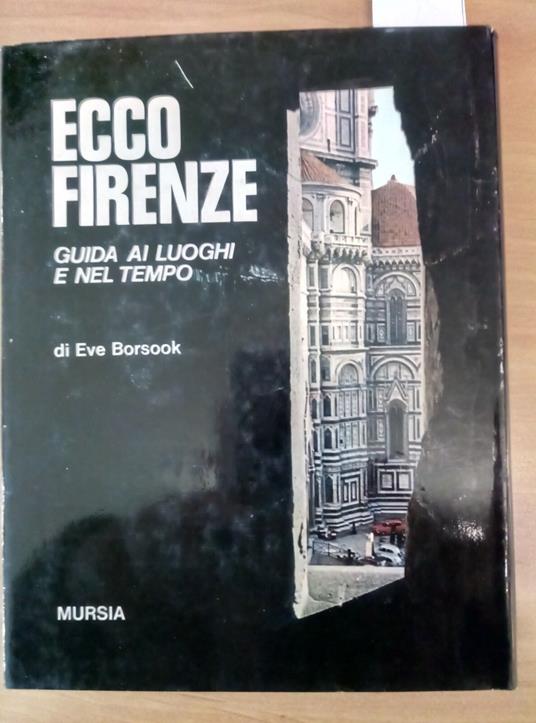 ECCO
FIRENZE
GUIDA AI LUOGHI
E NEL TEMPO
di Eve Borsook
MURSIA